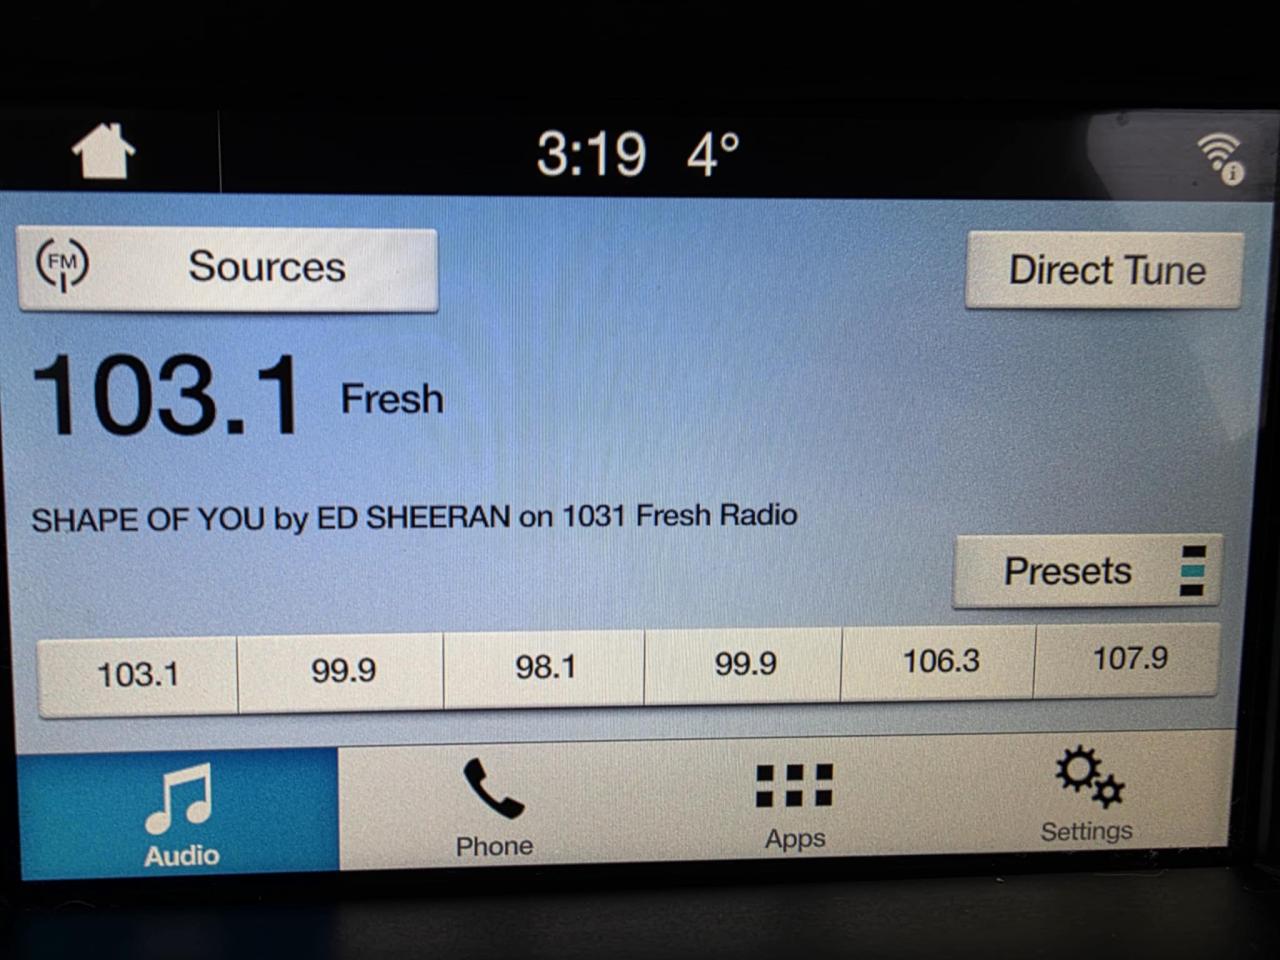 3:19 4°
FM Sources
Direct Tune
103.1 Fresh
SHAPE OF YOU by ED SHEERAN on 1031 Fresh Radio
Presets
103.1 99.9 98.1 99.9 106.3 107.9
Audio Phone Apps Settings